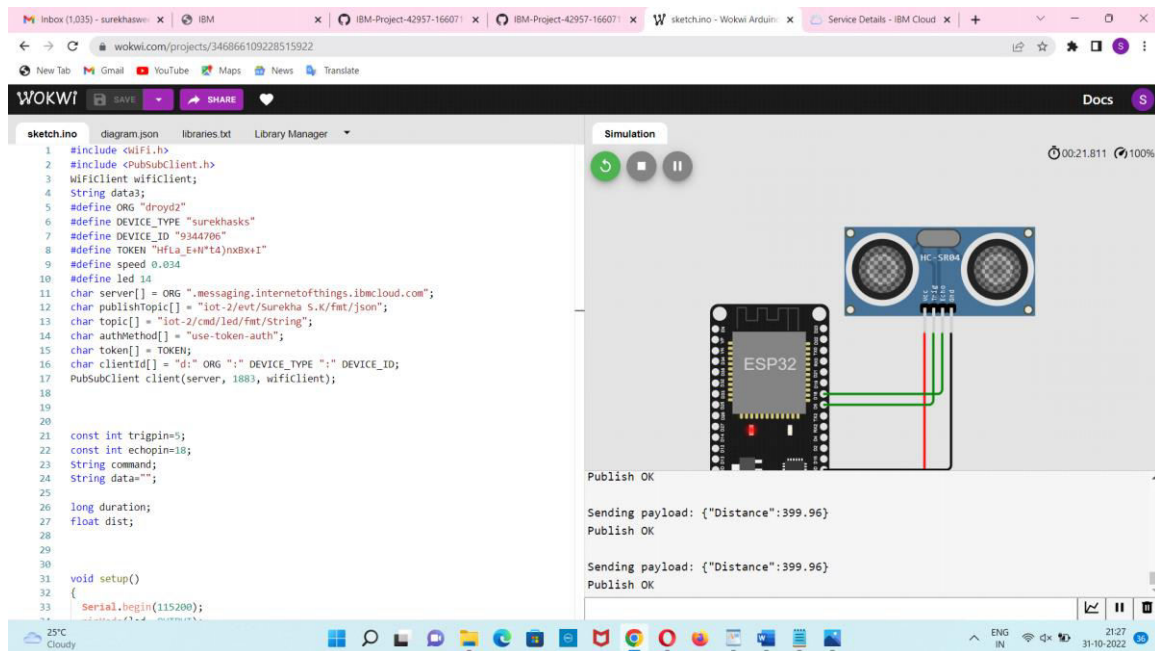 Inbox (1,035) - surekhaswe
IBM
IBM-Project-42957-16607
IBM-Project-42957-16607
sketch.ino - Wokwi Arduin
Service Details - IBM Cloud
wokwi.com/projects/346866109228515922
S
New Tab
Gmail
YouTube
Maps
News
Translate
WOKWI
SAVE
SHARE
Docs
S
sketch.ino
diagram.json
libraries.txt
Library Manager
Simulation
00:21.811
100%
1 #include <WiFi.h>
2 #include <PubSubClient.h>
3 WiFiClient wifiClient;
4 String data3;
5 #define ORG "droyd2"
6 #define DEVICE_TYPE "surekhasks"
7 #define DEVICE_ID "9344706"
8 #define TOKEN "HfLa_E+N*t4)nxBx+I"
9 #define speed 0.034
10 #define led 14
11 char server[] = ORG ".messaging.internetofthings.ibmcloud.com";
12 char publishTopic[] = "iot-2/evt/Surekha S.K/fmt/json";
13 char topic[] = "iot-2/cmd/led/fmt/String";
14 char authMethod[] = "use-token-auth";
15 char token[] = TOKEN;
16 char clientId[] = "d:" ORG ":" DEVICE_TYPE ":" DEVICE_ID;
17 PubSubClient client(server, 1883, wifiClient);
18
19
20
21 const int trigpin=5;
22 const int echopin=18;
23 String command;
24 String data="";
25
26 long duration;
27 float dist;
28
29
30
31 void setup()
32 {
33 Serial.begin(115200);
HC-SR04
Vcc
Trig
Echo
Gnd
ESP32
Publish OK
Sending payload: {"Distance":399.96}
Publish OK
Sending payload: {"Distance":399.96}
Publish OK
25°C
Cloudy
ENG
IN
21:27
31-10-2022
36